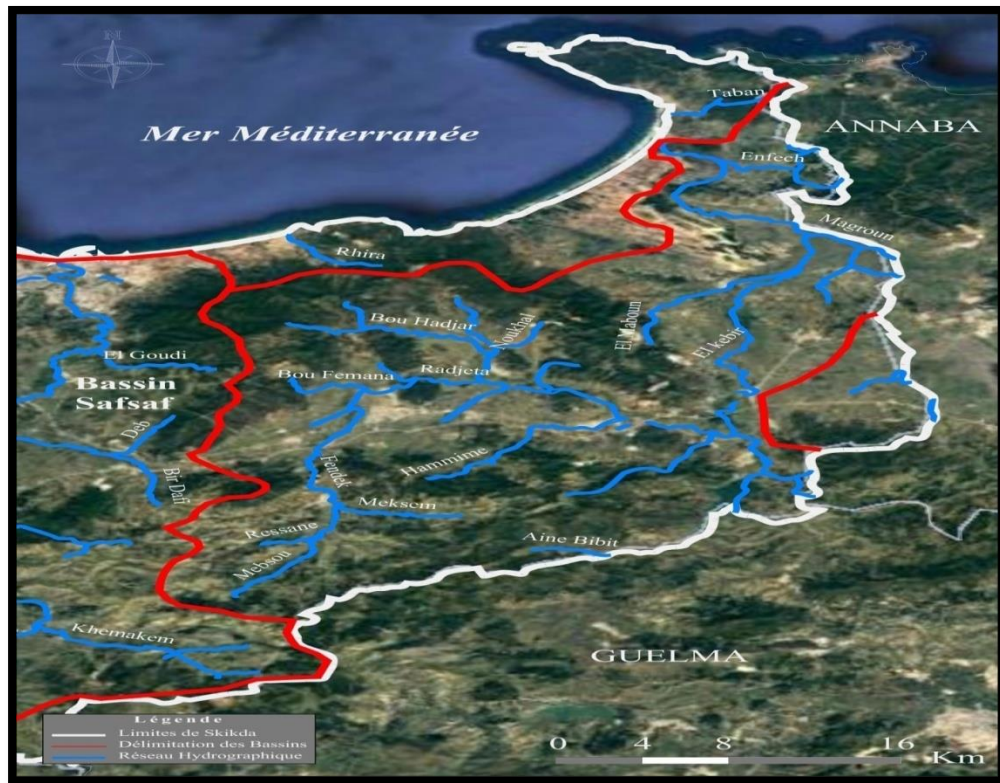 N
Taban
Mer Méditerranée
ANNABA
Enfech
Magroun
Rhira
El Maboun
Bou Hadjar
Noukhal
El Goudi
El kebir
Bassin
Safsaf
Bou Femana
Radjeta
Deb
Bir Dafi
Hammime
Fendel
Meksem
Ressane
Aine Bibit
Mebsou
Khemakem
GUELMA
Légende
Limites de Skikda
Délimitation des Bassins
Réseau Hydrographique
0 4 8 16
Km